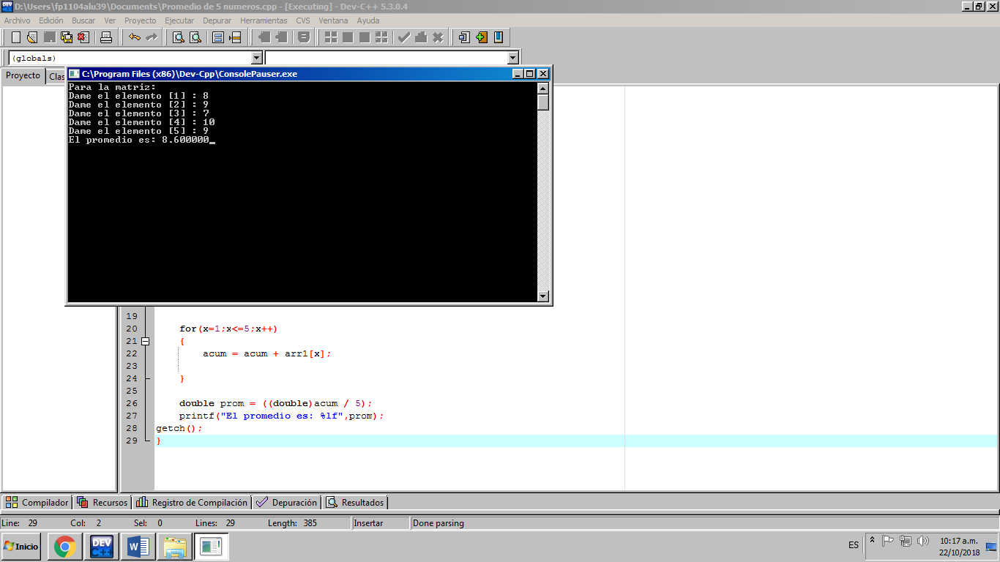 D:\Users\fp1104alu39\Documents\Promedio de 5 numeros.cpp - [Executing] - Dev-C++ 5.3.0.4
Archivo Edición Buscar Ver Proyecto Ejecutar Depurar Herramientas CVS Ventana Ayuda
(globals)
Proyecto Clas
C:\Program Files (x86)\Dev-Cpp\ConsolePauser.exe
Para la matriz:
Dame el elemento [1] : 8
Dame el elemento [2] : 9
Dame el elemento [3] : 7
Dame el elemento [4] : 10
Dame el elemento [5] : 9
El promedio es: 8.600000_
19
20 for(x=1;x<=5;x++)
21 {
22 acum = acum + arr1[x];
23
24 }
25
26 double prom = ((double)acum / 5);
27 printf("El promedio es: %lf",prom);
28 getch();
29 }
Compilador Recursos Registro de Compilación Depuración Resultados
Line: 29 Col: 2 Sel: 0 Lines: 29 Length: 385 Insertar Done parsing
Inicio DEV C++ W ES 10:17 a.m.
22/10/2018